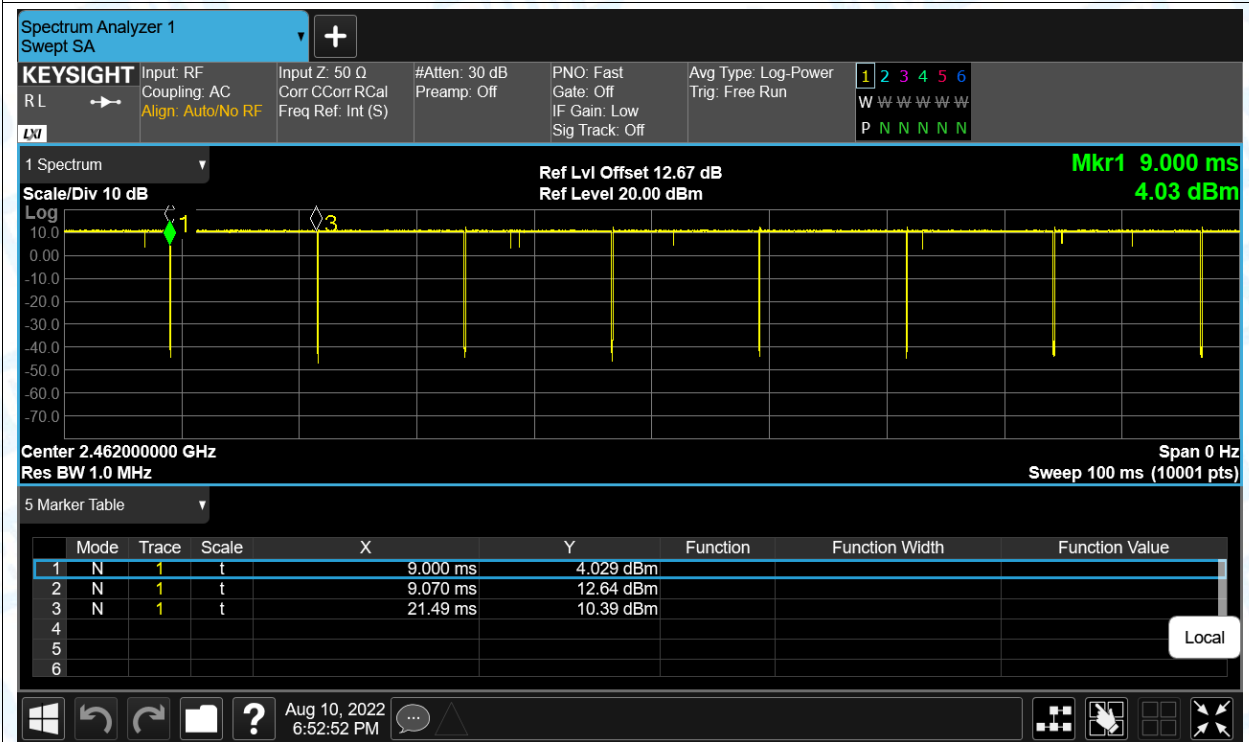 Spectrum Analyzer 1
Swept SA
+
KEYSIGHT Input: RF Input Z: 50 Ω #Atten: 30 dB PNO: Fast Avg Type: Log-Power 1 2 3 4 5 6
R L Coupling: AC Corr CCorr RCal Preamp: Off Gate: Off Trig: Free Run W W W W W W
Align: Auto/No RF Freq Ref: Int (S) IF Gain: Low
LXI Sig Track: Off P N N N N N
1 Spectrum Ref Lvl Offset 12.67 dB Mkr1 9.000 ms
Scale/Div 10 dB Ref Level 20.00 dBm 4.03 dBm
Log
1 3
10.0
0.00
-10.0
-20.0
-30.0
-40.0
-50.0
-60.0
-70.0
Center 2.462000000 GHz Span 0 Hz
Res BW 1.0 MHz Sweep 100 ms (10001 pts)
5 Marker Table
Mode Trace Scale X Y Function Function Width Function Value
1 N 1 t 9.000 ms 4.029 dBm
2 N 1 t 9.070 ms 12.64 dBm
3 N 1 t 21.49 ms 10.39 dBm
4
5
6
Local
? Aug 10, 2022
6:52:52 PM